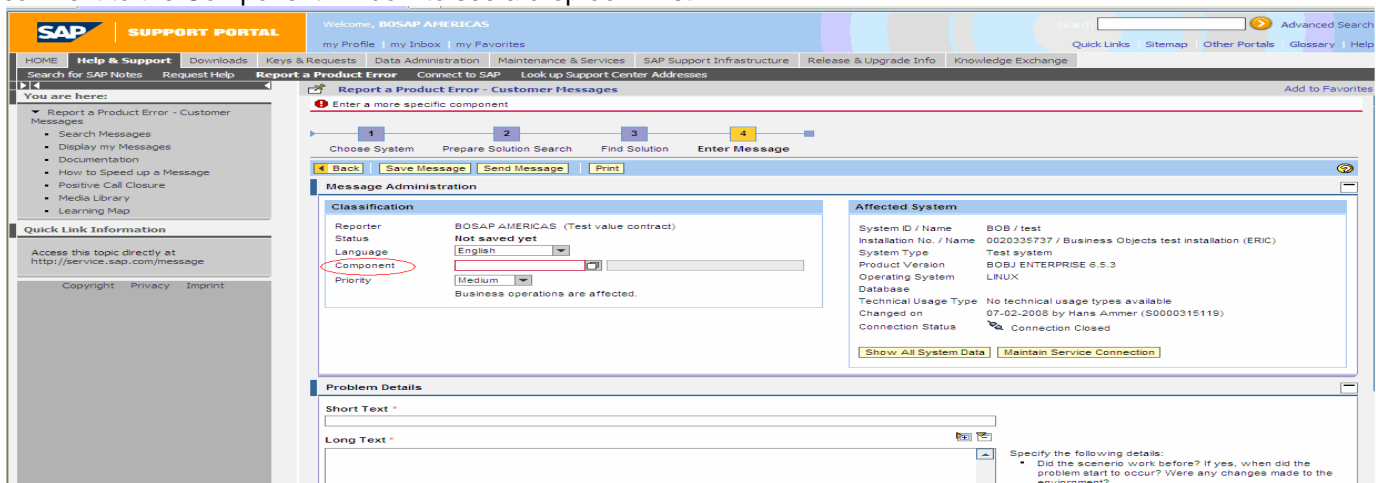 SAP SUPPORT PORTAL
Welcome, BOSAP AMERICAS
Advanced Search
my Profile | my Inbox | my Favorites
Quick Links Sitemap Other Portals Glossary Help
HOME Help & Support Downloads Keys & Requests Data Administration Maintenance & Services SAP Support Infrastructure Release & Upgrade Info Knowledge Exchange
Search for SAP Notes Request Help Report a Product Error Connect to SAP Look up Support Center Addresses
You are here:
Report a Product Error - Customer Messages
Add to Favorites
Enter a more specific component
Report a Product Error - Customer
Messages
Search Messages
Display my Messages
Documentation
How to Speed up a Message
Positive Call Closure
Media Library
Learning Map
Quick Link Information
Access this topic directly at
http://service.sap.com/message
Copyright Privacy Imprint
1 2 3 4
Choose System Prepare Solution Search Find Solution Enter Message
Back Save Message Send Message Print
Message Administration
Classification
Reporter BOSAP AMERICAS (Test value contract)
Status Not saved yet
Language English
Component
Priority Medium
Business operations are affected.
Affected System
System ID / Name BOB / test
Installation No. / Name 0020335737 / Business Objects test installation (ERIC)
System Type Test system
Product Version BOBJ ENTERPRISE 6.5.3
Operating System LINUX
Database
Technical Usage Type No technical usage types available
Changed on 07-02-2008 by Hans Ammer (S0000315119)
Connection Status Connection Closed
Show All System Data Maintain Service Connection
Problem Details
Short Text *
Long Text *
Specify the following details:
Did the scenerio work before? If yes, when did the
problem start to occur? Were any changes made to the